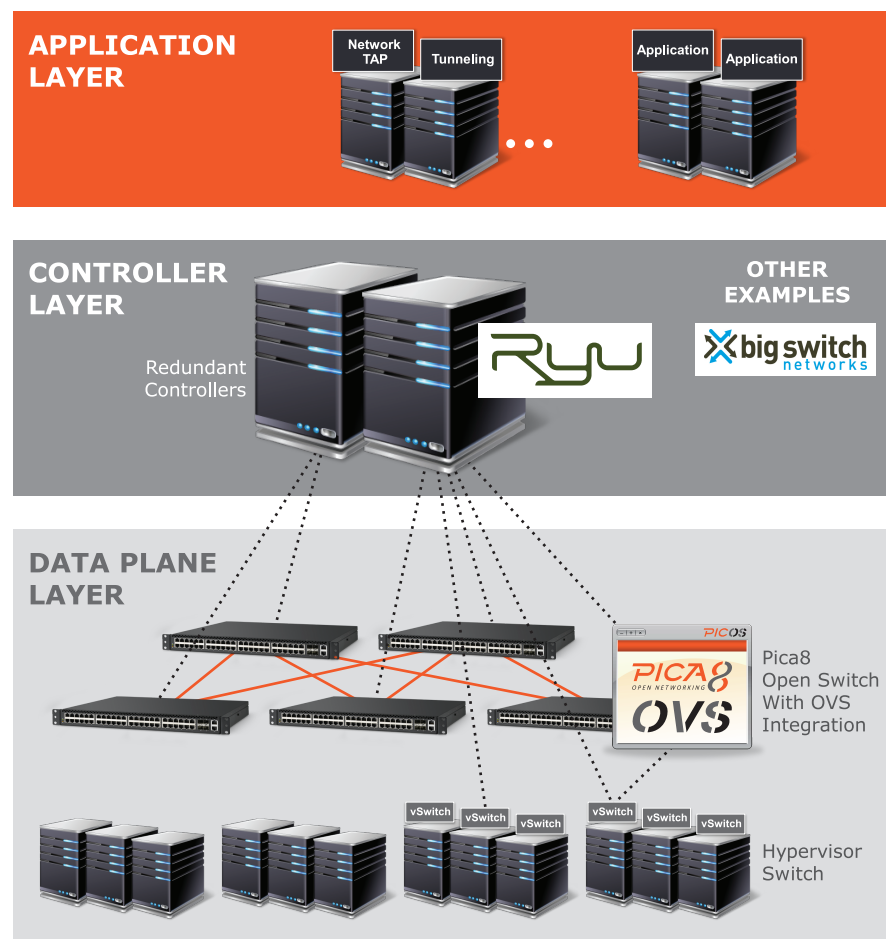 APPLICATION
LAYER
Network
TAP
Tunneling
Application
Application
CONTROLLER
LAYER
Redundant
Controllers
Ryu
OTHER
EXAMPLES
big switch
networks
DATA PLANE
LAYER
PICOS
PICA8
OPEN NETWORKING
OVS
Pica8
Open Switch
With OVS
Integration
vSwitch
vSwitch
vSwitch
vSwitch
vSwitch
vSwitch
Hypervisor
Switch